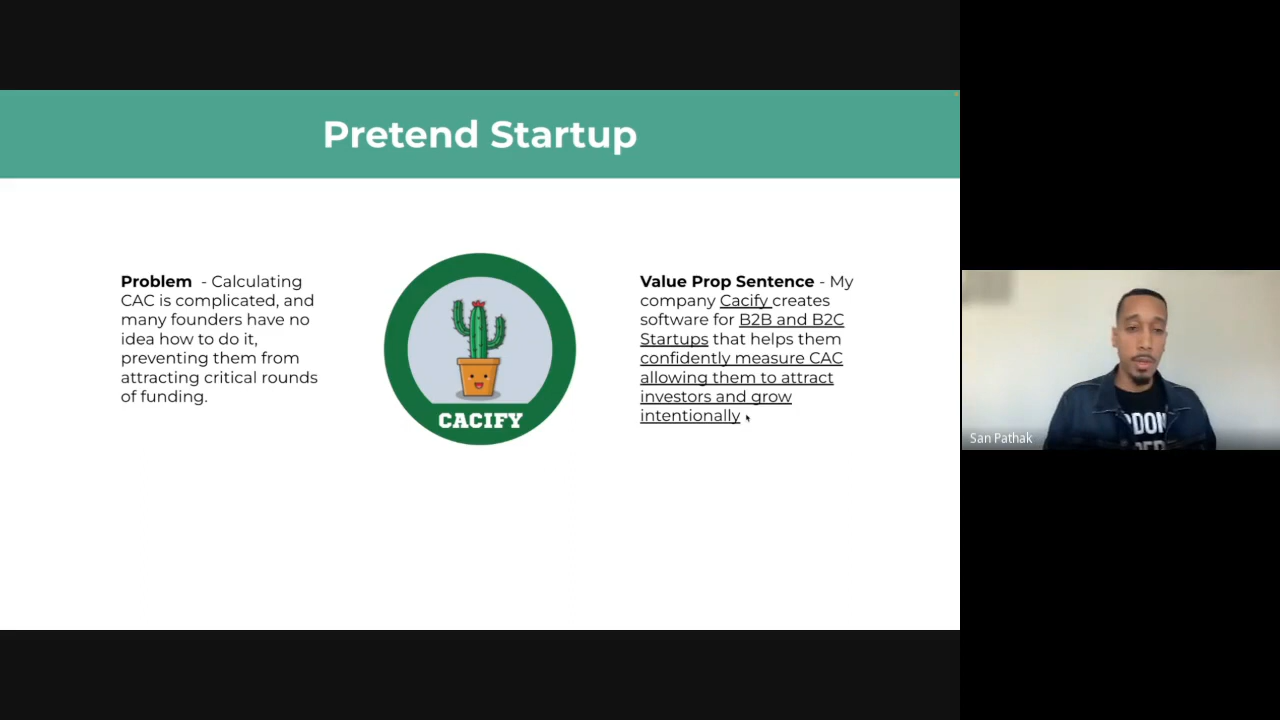 Pretend Startup
Problem  - Calculating
CAC is complicated, and
many founders have no
idea how to do it,
preventing them from
attracting critical rounds
of funding.
CACIFY
Value Prop Sentence - My
company Cacify creates
software for B2B and B2C
Startups that helps them
confidently measure CAC
allowing them to attract
investors and grow
intentionally
San Pathak